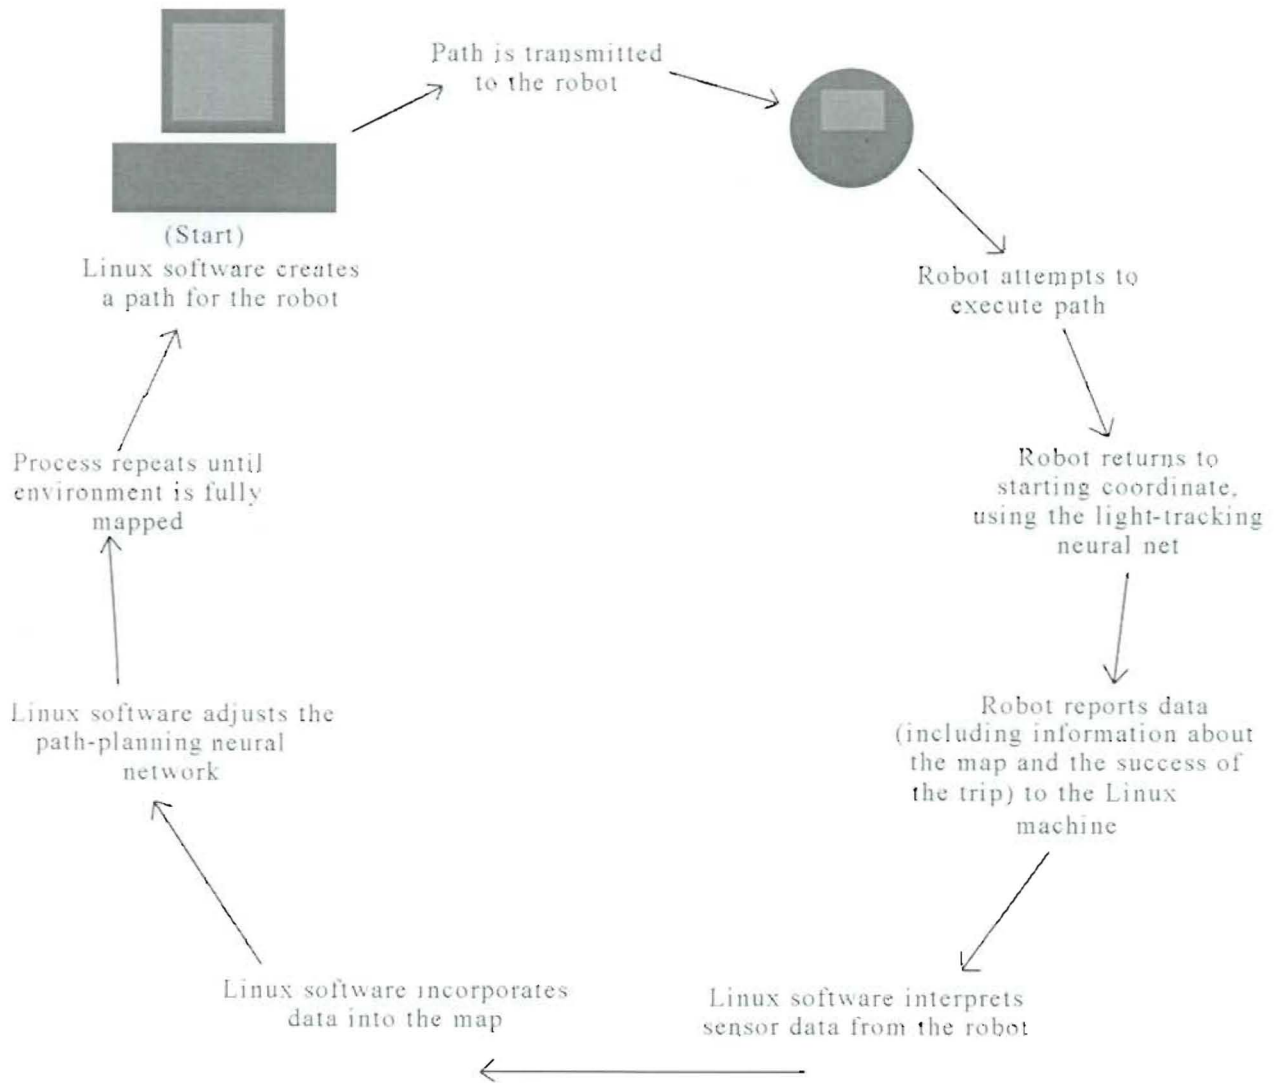 Path is transmitted
to the robot
(Start)
Linux software creates
a path for the robot
Robot attempts to
execute path
Robot returns to
starting coordinate,
using the light-tracking
neural net
Robot reports data
(including information about
the map and the success of
the trip) to the Linux
machine
Linux software interprets
sensor data from the robot
Linux software incorporates
data into the map
Linux software adjusts the
path-planning neural
network
Process repeats until
environment is fully
mapped